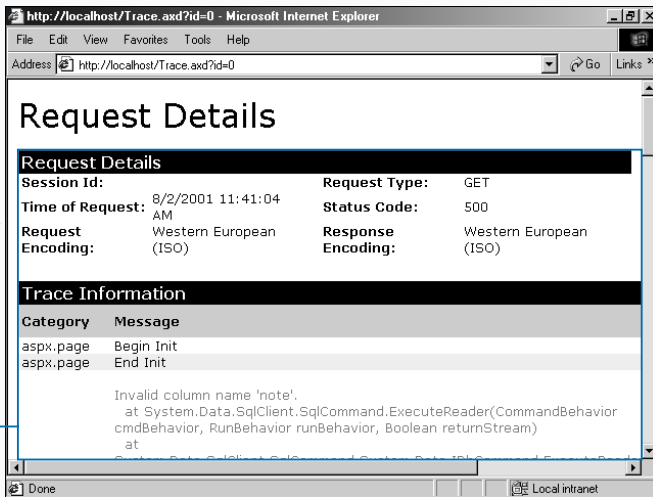 http://localhost/Trace.axd?id=0 - Microsoft Internet Explorer
File Edit View Favorites Tools Help
Address http://localhost/Trace.axd?id=0 Go Links »
Request Details
Request Details
Session Id: Request Type: GET
Time of Request: 8/2/2001 11:41:04 AM Status Code: 500
Request Encoding: Western European (ISO) Response Encoding: Western European (ISO)
Trace Information
Category Message
aspx.page Begin Init
aspx.page End Init
Invalid column name 'note'.
at System.Data.SqlClient.SqlCommand.ExecuteReader(CommandBehavior
cmdBehavior, RunBehavior runBehavior, Boolean returnStream)
at
Done Local intranet